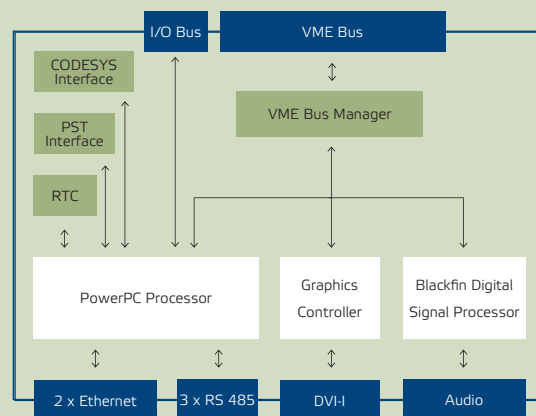 I/O Bus
VME Bus
CODESYS
Interface
VME Bus Manager
PST
Interface
RTC
PowerPC Processor
Graphics
Controller
Blackfin Digital
Signal Processor
2 x Ethernet
3 x RS 485
DVI-I
Audio